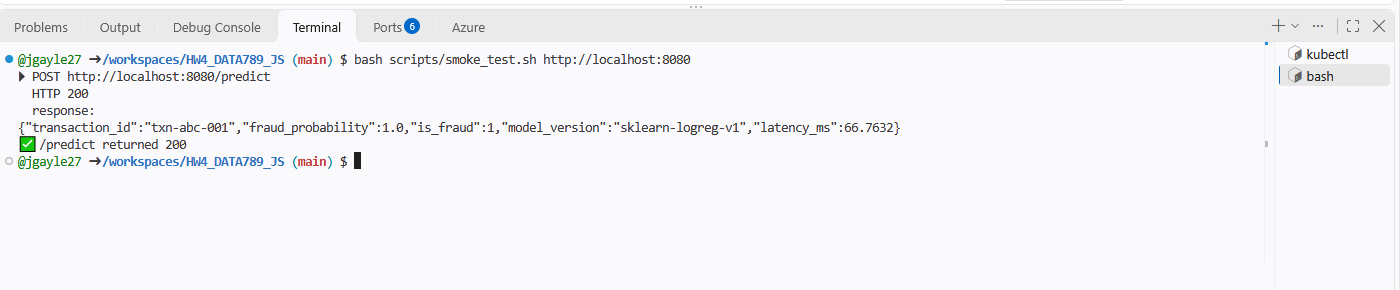 Problems Output Debug Console Terminal Ports 6 Azure
@jgayle27 ➜/workspaces/HW4_DATA789_JS (main) $ bash scripts/smoke_test.sh http://localhost:8080
▶ POST http://localhost:8080/predict
HTTP 200
response:
{"transaction_id":"txn-abc-001","fraud_probability":1.0,"is_fraud":1,"model_version":"sklearn-logreg-v1","latency_ms":66.7632}
✅ /predict returned 200
@jgayle27 ➜/workspaces/HW4_DATA789_JS (main) $
kubectl
bash